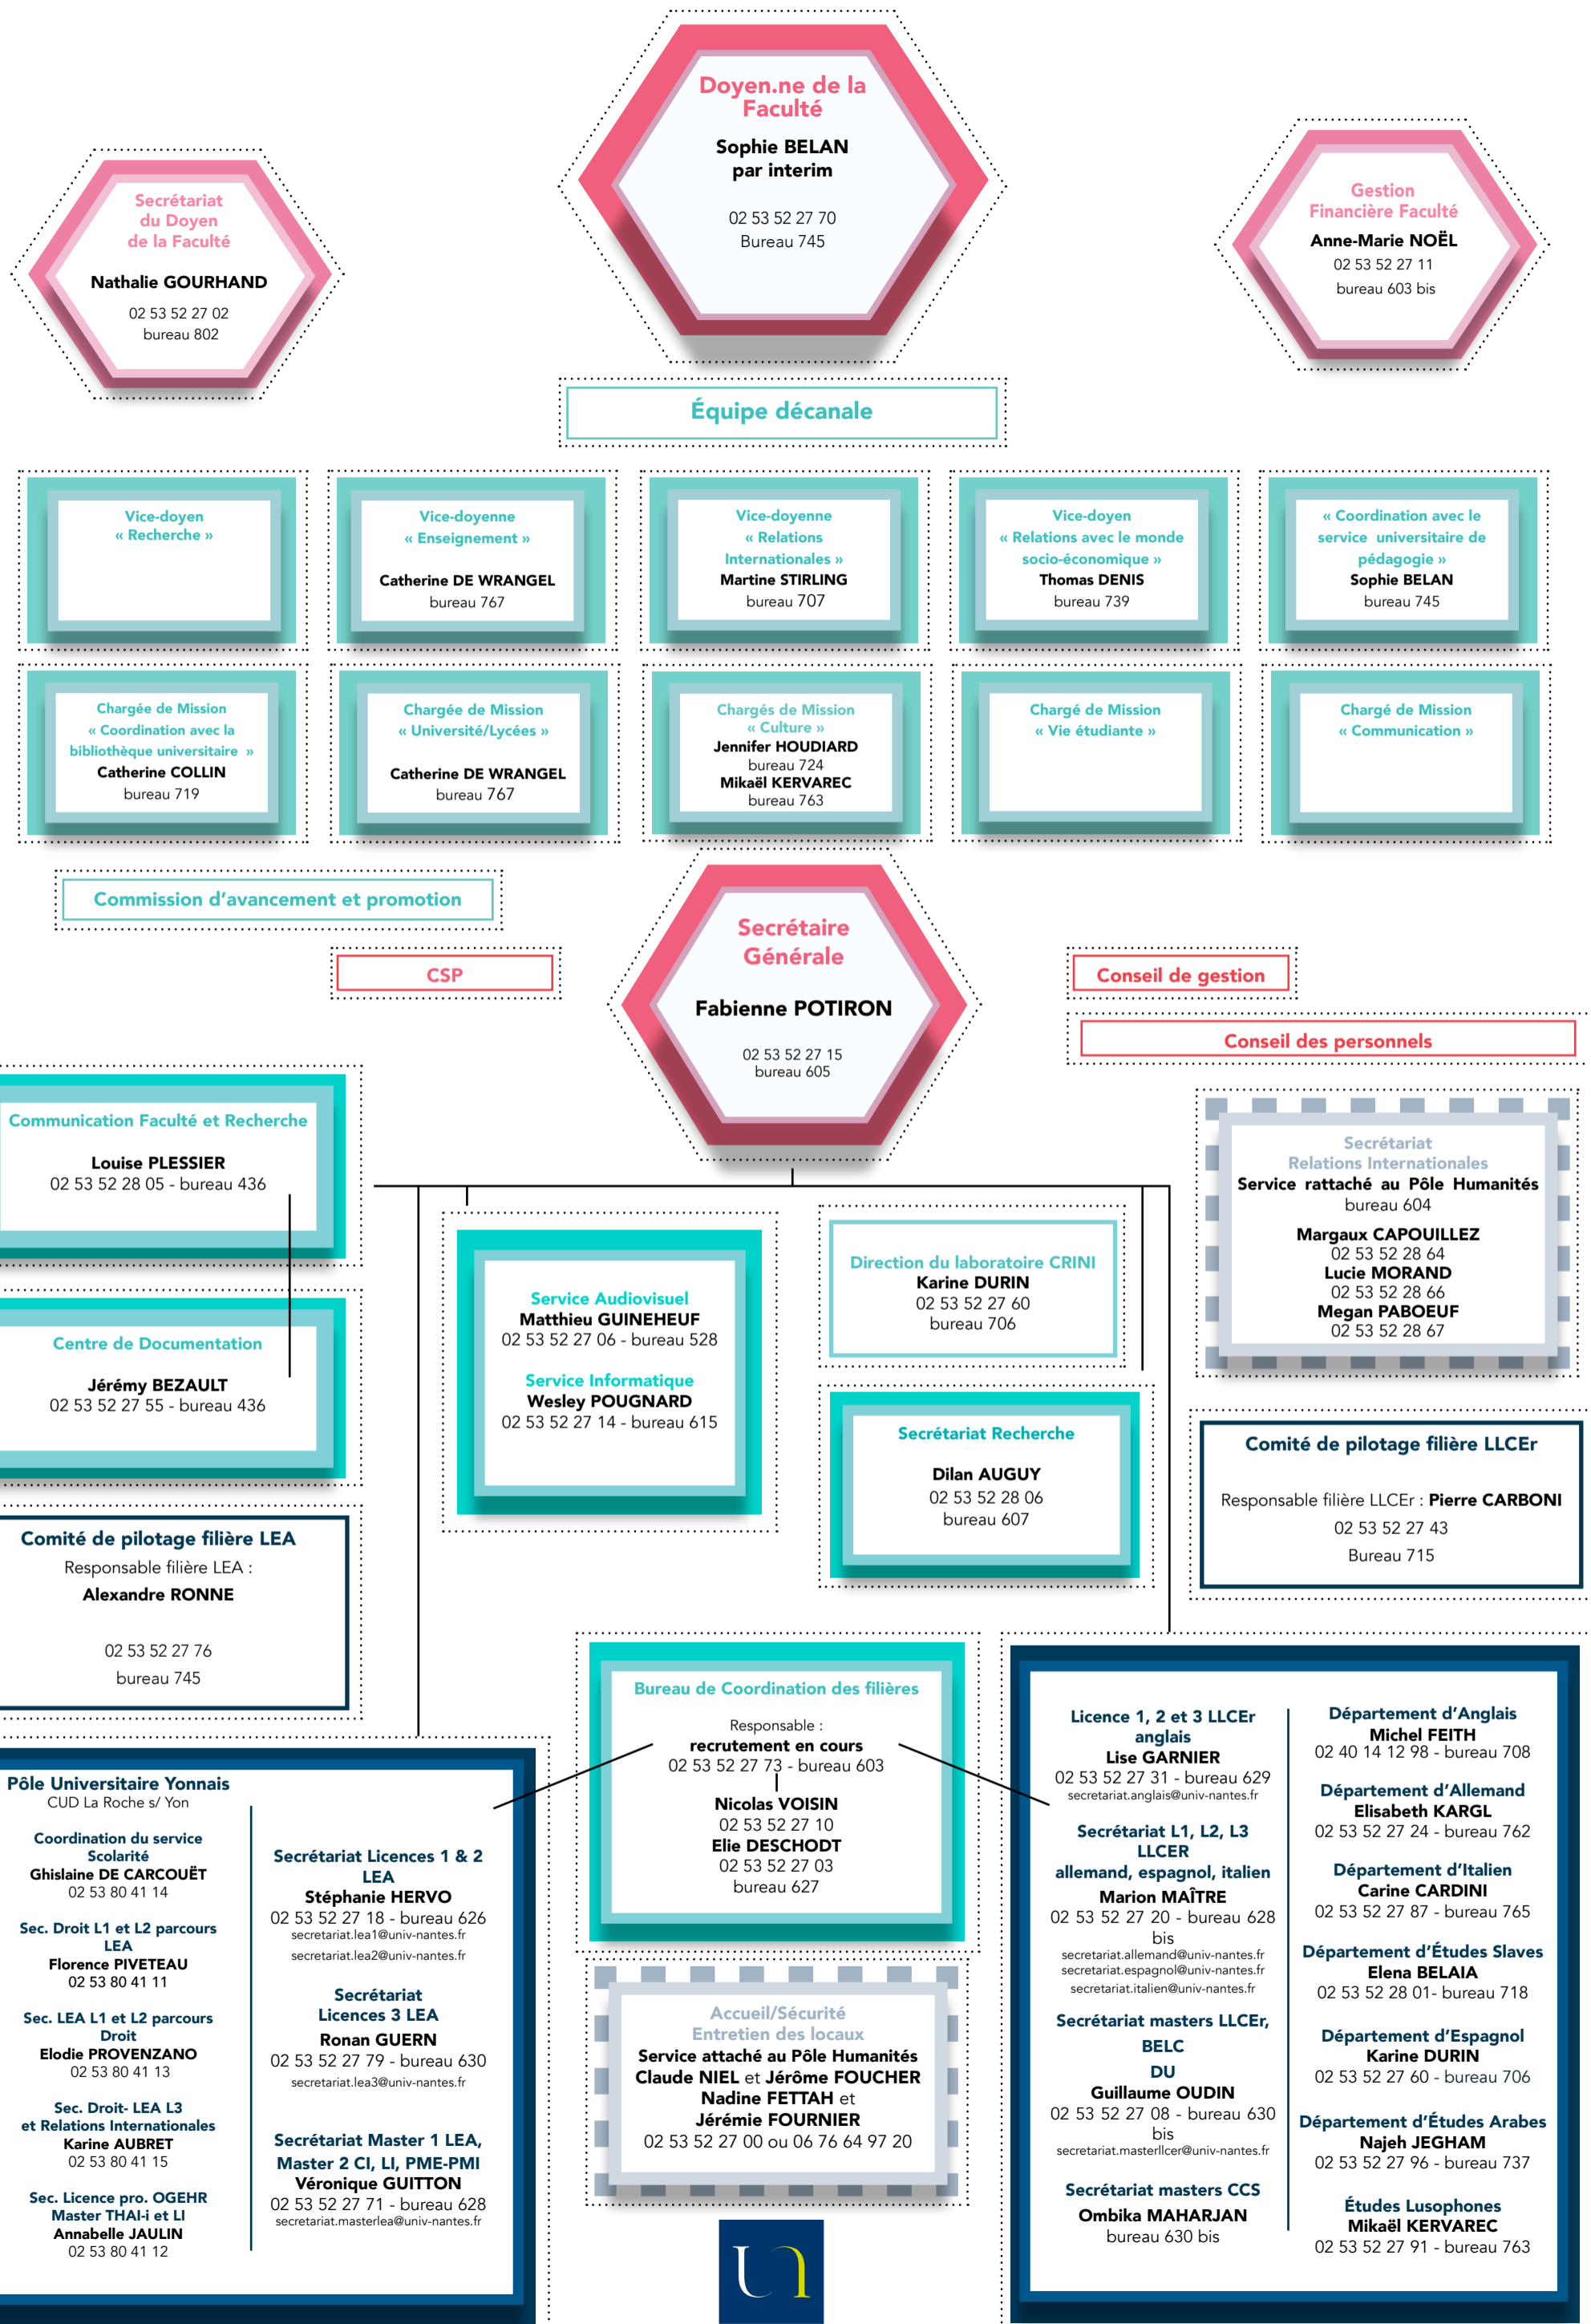 Doyen.ne de la
Faculté
Sophie BELAN
par interim
02 53 52 27 70
Bureau 745
Secrétariat
du Doyen
de la Faculté
Nathalie GOURHAND
02 53 52 27 02
bureau 802
Gestion
Financière Faculté
Anne-Marie NOËL
02 53 52 27 11
bureau 603 bis
Équipe décanale
Vice-doyen
« Recherche »
Vice-doyenne
« Enseignement »
Catherine DE WRANGEL
bureau 767
Vice-doyenne
« Relations
Internationales »
Martine STIRLING
bureau 707
Vice-doyen
« Relations avec le monde
socio-économique »
Thomas DENIS
bureau 739
« Coordination avec le
service universitaire de
pédagogie »
Sophie BELAN
bureau 745
Chargée de Mission
« Coordination avec la
bibliothèque universitaire »
Catherine COLLIN
bureau 719
Chargée de Mission
« Université/Lycées »
Catherine DE WRANGEL
bureau 767
Chargés de Mission
« Culture »
Jennifer HOUDIARD
bureau 724
Mikaël KERVAREC
bureau 763
Chargé de Mission
« Vie étudiante »
Chargé de Mission
« Communication »
Commission d'avancement et promotion
CSP
Secrétaire
Générale
Fabienne POTIRON
02 53 52 27 15
bureau 605
Conseil de gestion
Conseil des personnels
Communication Faculté et Recherche
Louise PLESSIER
02 53 52 28 05 - bureau 436
Centre de Documentation
Jérémy BEZAULT
02 53 52 27 55 - bureau 436
Comité de pilotage filière LEA
Responsable filière LEA :
Alexandre RONNE
02 53 52 27 76
bureau 745
Service Audiovisuel
Matthieu GUINEHEUF
02 53 52 27 06 - bureau 528
Service Informatique
Wesley POUGNARD
02 53 52 27 14 - bureau 615
Direction du laboratoire CRINI
Karine DURIN
02 53 52 27 60
bureau 706
Secrétariat Recherche
Dilan AUGUY
02 53 52 28 06
bureau 607
Secrétariat
Relations Internationales
Service rattaché au Pôle Humanités
bureau 604
Margaux CAPOUILLEZ
02 53 52 28 64
Lucie MORAND
02 53 52 28 66
Megan PABOEUF
02 53 52 28 67
Comité de pilotage filière LLCEr
Responsable filière LLCEr : Pierre CARBONI
02 53 52 27 43
Bureau 715
Pôle Universitaire Yonnais
CUD La Roche s/ Yon
Coordination du service
Scolarité
Ghislaine DE CARCOUËT
02 53 80 41 14
Sec. Droit L1 et L2 parcours
LEA
Florence PIVETEAU
02 53 80 41 11
Sec. LEA L1 et L2 parcours
Droit
Elodie PROVENZANO
02 53 80 41 13
Sec. Droit- LEA L3
et Relations Internationales
Karine AUBRET
02 53 80 41 15
Sec. Licence pro. OGEHR
Master THAI-i et LI
Annabelle JAULIN
02 53 80 41 12
Secrétariat Licences 1 & 2
LEA
Stéphanie HERVO
02 53 52 27 18 - bureau 626
secretariat.lea1@univ-nantes.fr
secretariat.lea2@univ-nantes.fr
Secrétariat
Licences 3 LEA
Ronan GUERN
02 53 52 27 79 - bureau 630
secretariat.lea3@univ-nantes.fr
Secrétariat Master 1 LEA,
Master 2 CI, LI, PME-PMI
Véronique GUITTON
02 53 52 27 71 - bureau 628
secretariat.masterlea@univ-nantes.fr
Bureau de Coordination des filières
Responsable :
recrutement en cours
02 53 52 27 73 - bureau 603
Nicolas VOISIN
02 53 52 27 10
Elie DESCHODT
02 53 52 27 03
bureau 627
Accueil/Sécurité
Entretien des locaux
Service attaché au Pôle Humanités
Claude NIEL et Jérôme FOUCHER
Nadine FETTAH et
Jérémie FOURNIER
02 53 52 27 00 ou 06 76 64 97 20
Licence 1, 2 et 3 LLCEr
anglais
Lise GARNIER
02 53 52 27 31 - bureau 629
secretariat.anglais@univ-nantes.fr
Secrétariat L1, L2, L3
LLCER
allemand, espagnol, italien
Marion MAÎTRE
02 53 52 27 20 - bureau 628
bis
secretariat.allemand@univ-nantes.fr
secretariat.espagnol@univ-nantes.fr
secretariat.italien@univ-nantes.fr
Secrétariat masters LLCEr,
BELC
DU
Guillaume OUDIN
02 53 52 27 08 - bureau 630
bis
secretariat.masterllcer@univ-nantes.fr
Secrétariat masters CCS
Ombika MAHARJAN
bureau 630 bis
Département d'Anglais
Michel FEITH
02 40 14 12 98 - bureau 708
Département d'Allemand
Elisabeth KARGL
02 53 52 27 24 - bureau 762
Département d'Italien
Carine CARDINI
02 53 52 27 87 - bureau 765
Département d'Études Slaves
Elena BELAIA
02 53 52 28 01- bureau 718
Département d'Espagnol
Karine DURIN
02 53 52 27 60 - bureau 706
Département d'Études Arabes
Najeh JEGHAM
02 53 52 27 96 - bureau 737
Études Lusophones
Mikaël KERVAREC
02 53 52 27 91 - bureau 763